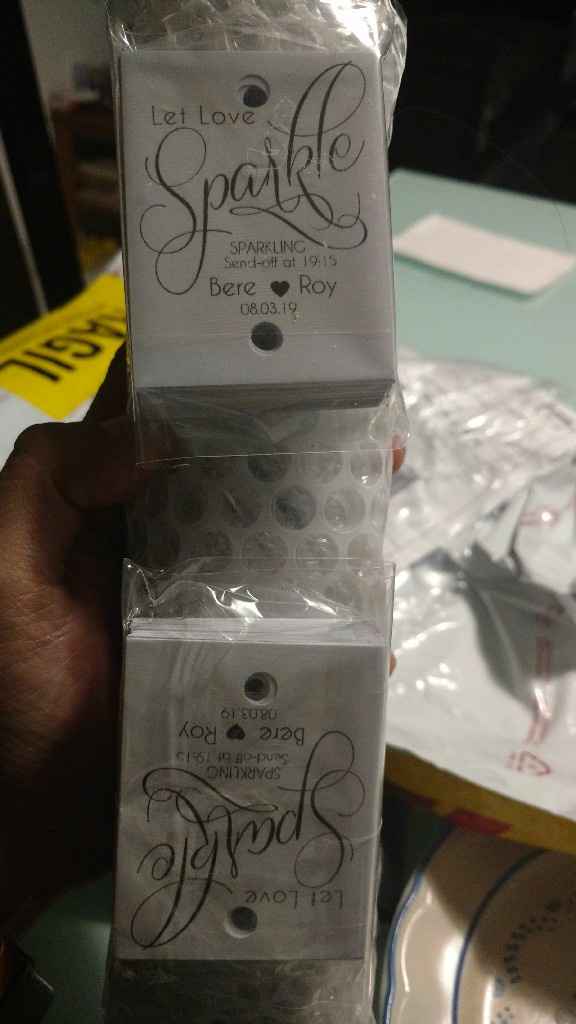 Let Love
Sparkle
SPARKLING
Send-off at 19:15
Bere ♥ Roy
08.03.19
Let Love
Sparkle
SPARKLING
Send-off at 19:15
Bere ♥ Roy
08.03.19